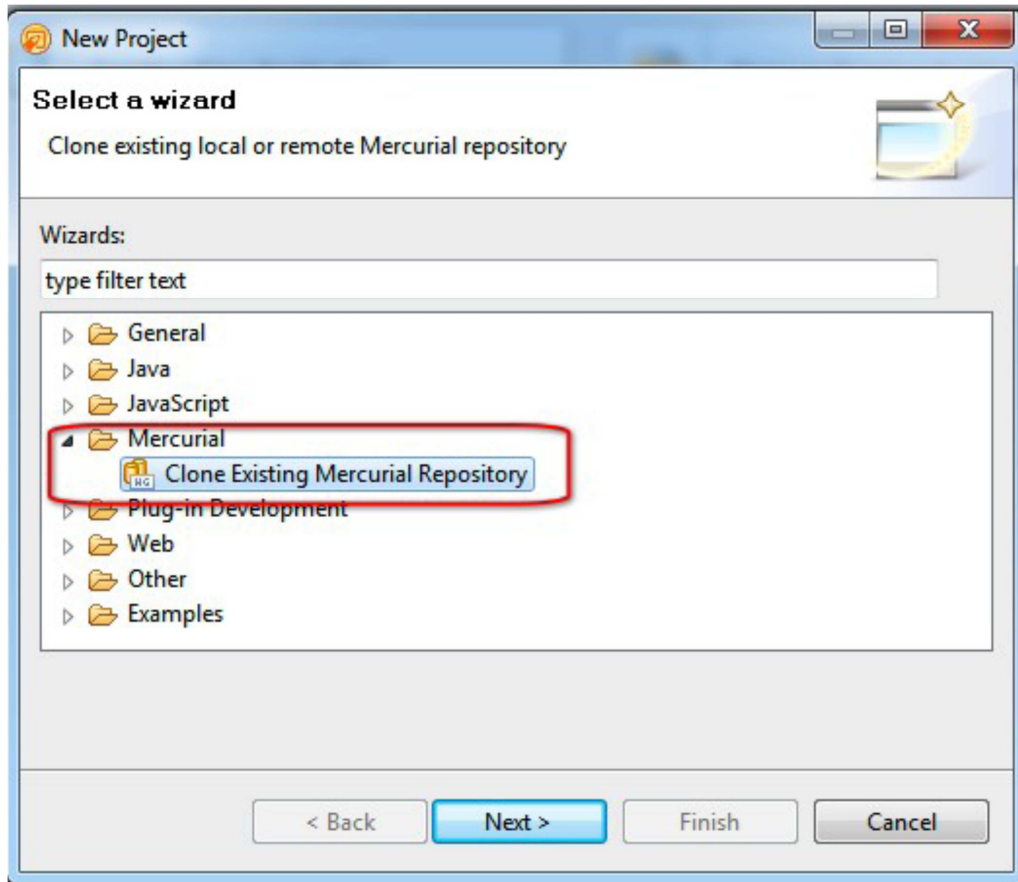 New Project
Select a wizard
Clone existing local or remote Mercurial repository
Wizards:
type filter text
General
Java
JavaScript
Mercurial
HG
Clone Existing Mercurial Repository
Plug-in Development
Web
Other
Examples
< Back
Next >
Finish
Cancel